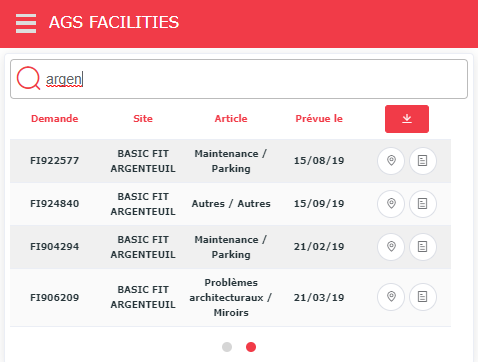 AGS FACILITIES
argen
Demande Site Article Prévue le
FI922577 BASIC FIT ARGENTEUIL Maintenance / Parking 15/08/19
FI924840 BASIC FIT ARGENTEUIL Autres / Autres 15/09/19
FI904294 BASIC FIT ARGENTEUIL Maintenance / Parking 21/02/19
FI906209 BASIC FIT ARGENTEUIL Problèmes architecturaux / Miroirs 21/03/19